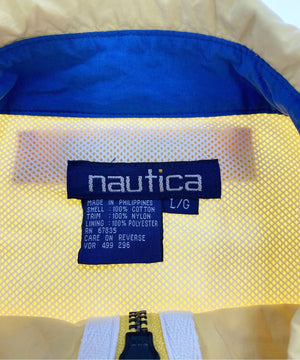 nautica
L/G
MADE IN PHILIPPINES
SHELL : 100% COTTON
TRIM : 100% NYLON
LINING : 100% POLYESTER
RN 67835
CARE ON REVERSE
VDR 499 296